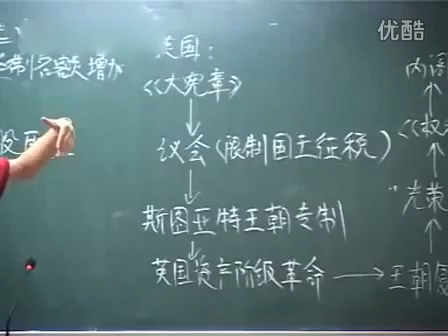 优酷
名额增加
英国：
《大宪章》
议会（限制国王征税）
斯图亚特王朝专制
英国资产阶级革命
王朝复
"光荣
《权
内阁